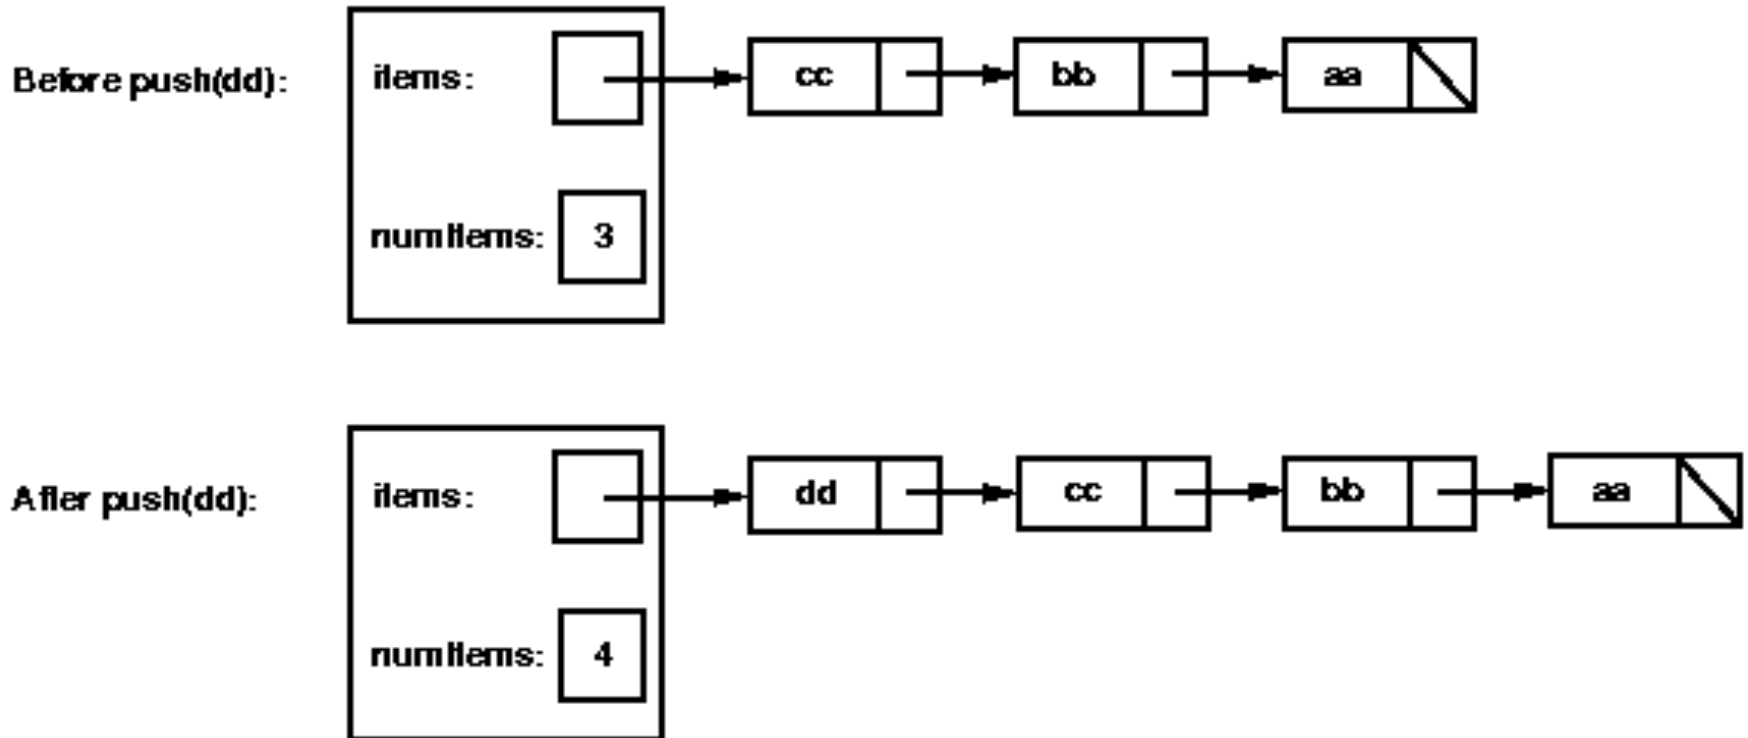 Before push(dd):
items:
cc
bb
aa
numItems:
3
After push(dd):
items:
dd
cc
bb
aa
numItems:
4